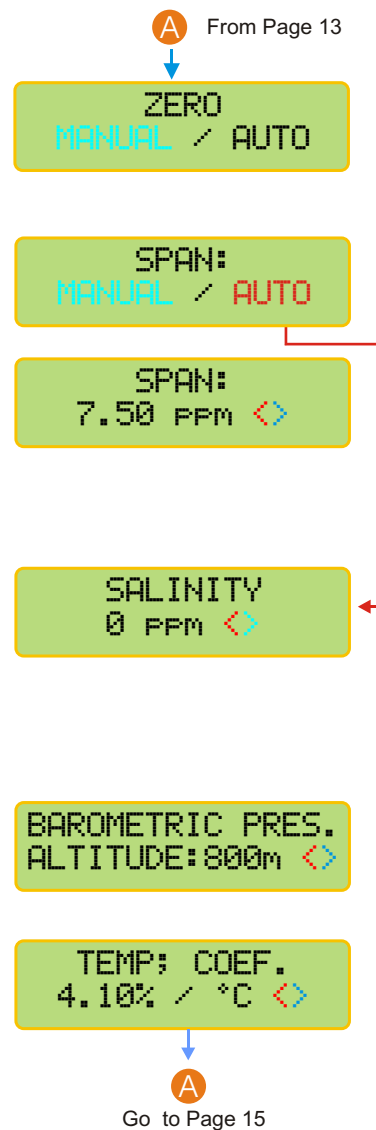 A From Page 13
ZERO
MANUAL / AUTO
SPAN:
MANUAL / AUTO
SPAN:
7.50 ppm <>
SALINITY
0 ppm <>
BAROMETRIC PRES.
ALTITUDE:800m <>
TEMP; COEF.
4.10% / °C <>
A
Go to Page 15